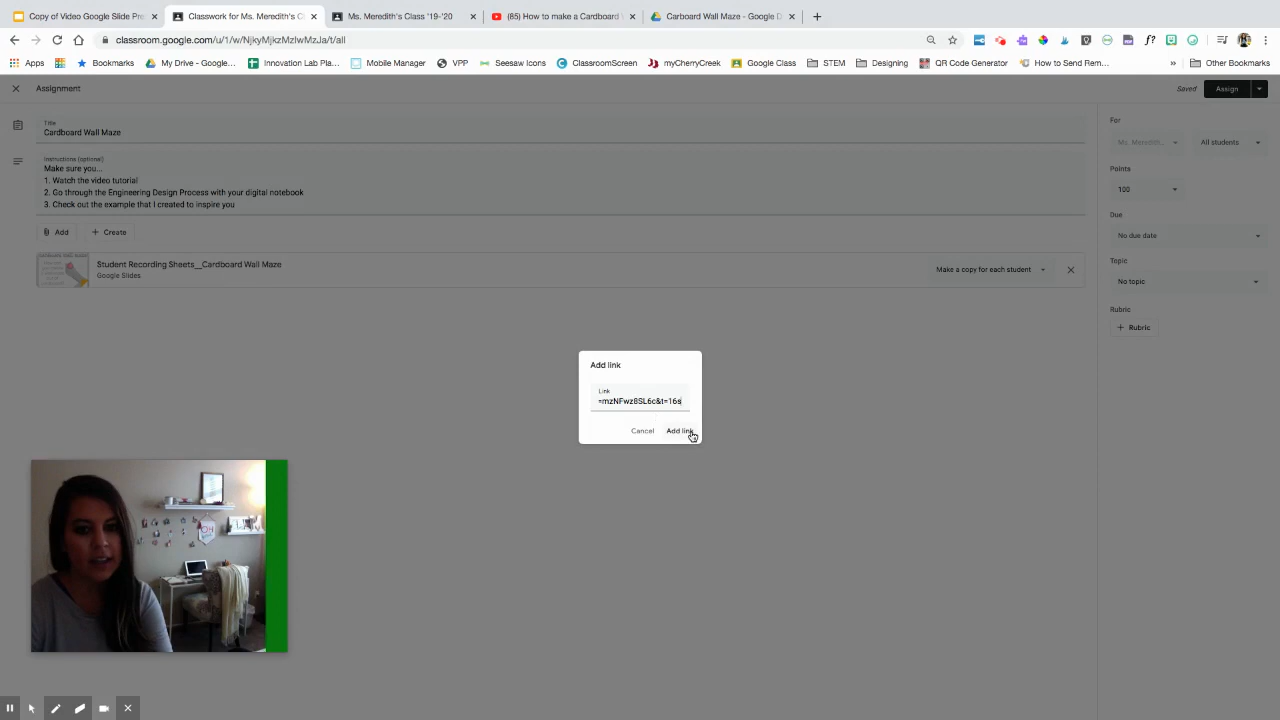 Copy of Video Google Slide Pre
Classwork for Ms. Meredith's C
Ms. Meredith's Class '19-'20
(85) How to make a Cardboard
Carboard Wall Maze - Google D
classroom.google.com/u/1/w/NjkyMjkzMzIwMzJa/t/all
Apps
Bookmarks
My Drive - Google...
Innovation Lab Pla...
Mobile Manager
VPP
Seesaw Icons
ClassroomScreen
myCherryCreek
Google Class
STEM
Designing
QR Code Generator
How to Send Rem...
»
Other Bookmarks
Assignment
Saved
Assign
Title
Cardboard Wall Maze
Instructions (optional)
Make sure you...
1. Watch the video tutorial
2. Go through the Engineering Design Process with your digital notebook
3. Check out the example that I created to inspire you
Add
Create
Student Recording Sheets__Cardboard Wall Maze
Google Slides
Make a copy for each student
For
Ms. Meredith...
All students
Points
100
Due
No due date
Topic
No topic
Rubric
+ Rubric
Add link
Link
=mzNFwz8SL6c&t=16s
Cancel
Add link